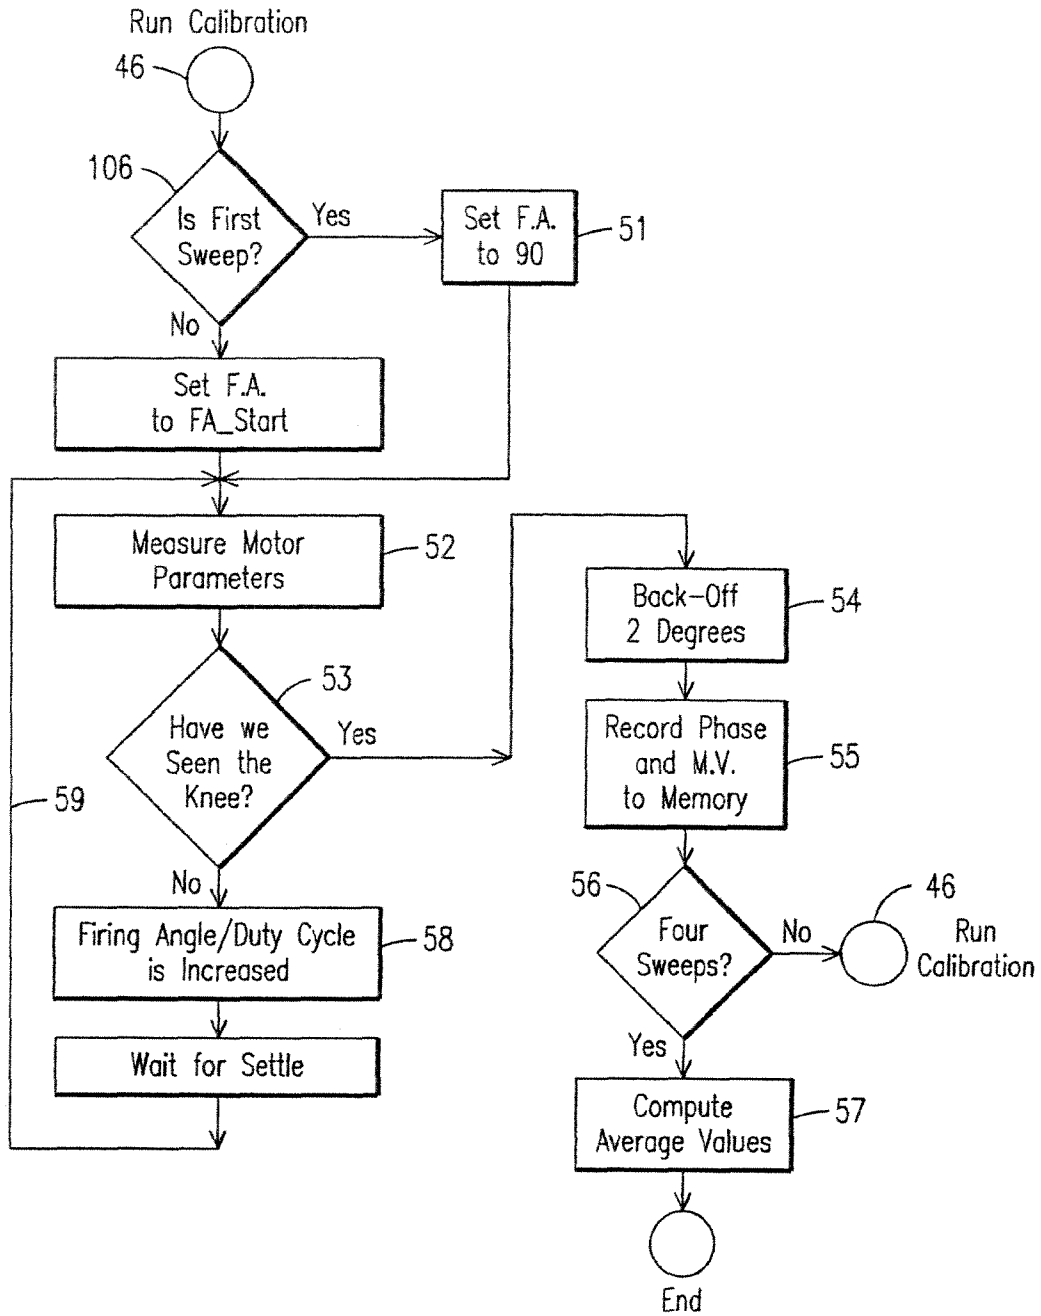 Run Calibration
46
106
Is First
Sweep?
Yes
Set F.A.
to 90
51
No
Set F.A.
to FA_Start
Measure Motor
Parameters
52
53
Have we
Seen the
Knee?
Yes
59
No
Firing Angle/Duty Cycle
is Increased
58
Wait for Settle
Back-Off
2 Degrees
54
Record Phase
and M.V.
to Memory
55
56
Four
Sweeps?
No
46
Run
Calibration
Yes
Compute
Average Values
57
End